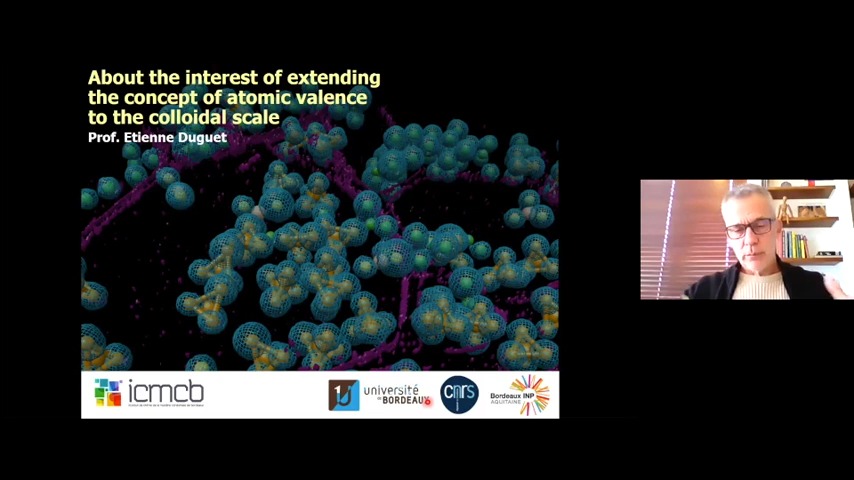 About the interest of extending
the concept of atomic valence
to the colloidal scale
Prof. Etienne Duguet
icmcb
université
de BORDEAUX
cnrs
Bordeaux INP
AQUITAINE